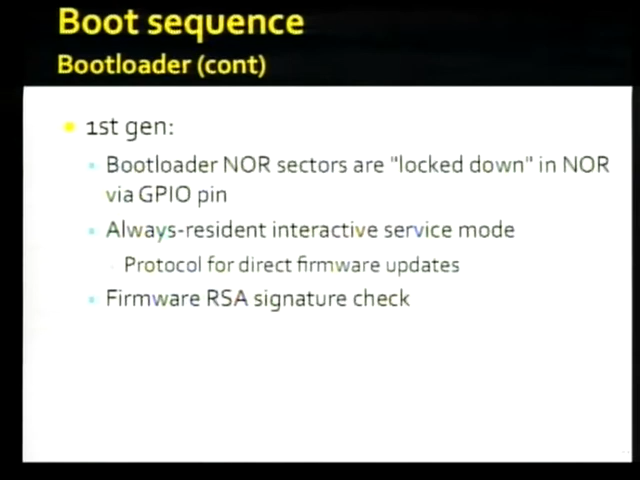 Boot sequence
Bootloader (cont)
1st gen:
Bootloader NOR sectors are "locked down" in NOR
via GPIO pin
Always-resident interactive service mode
Protocol for direct firmware updates
Firmware RSA signature check